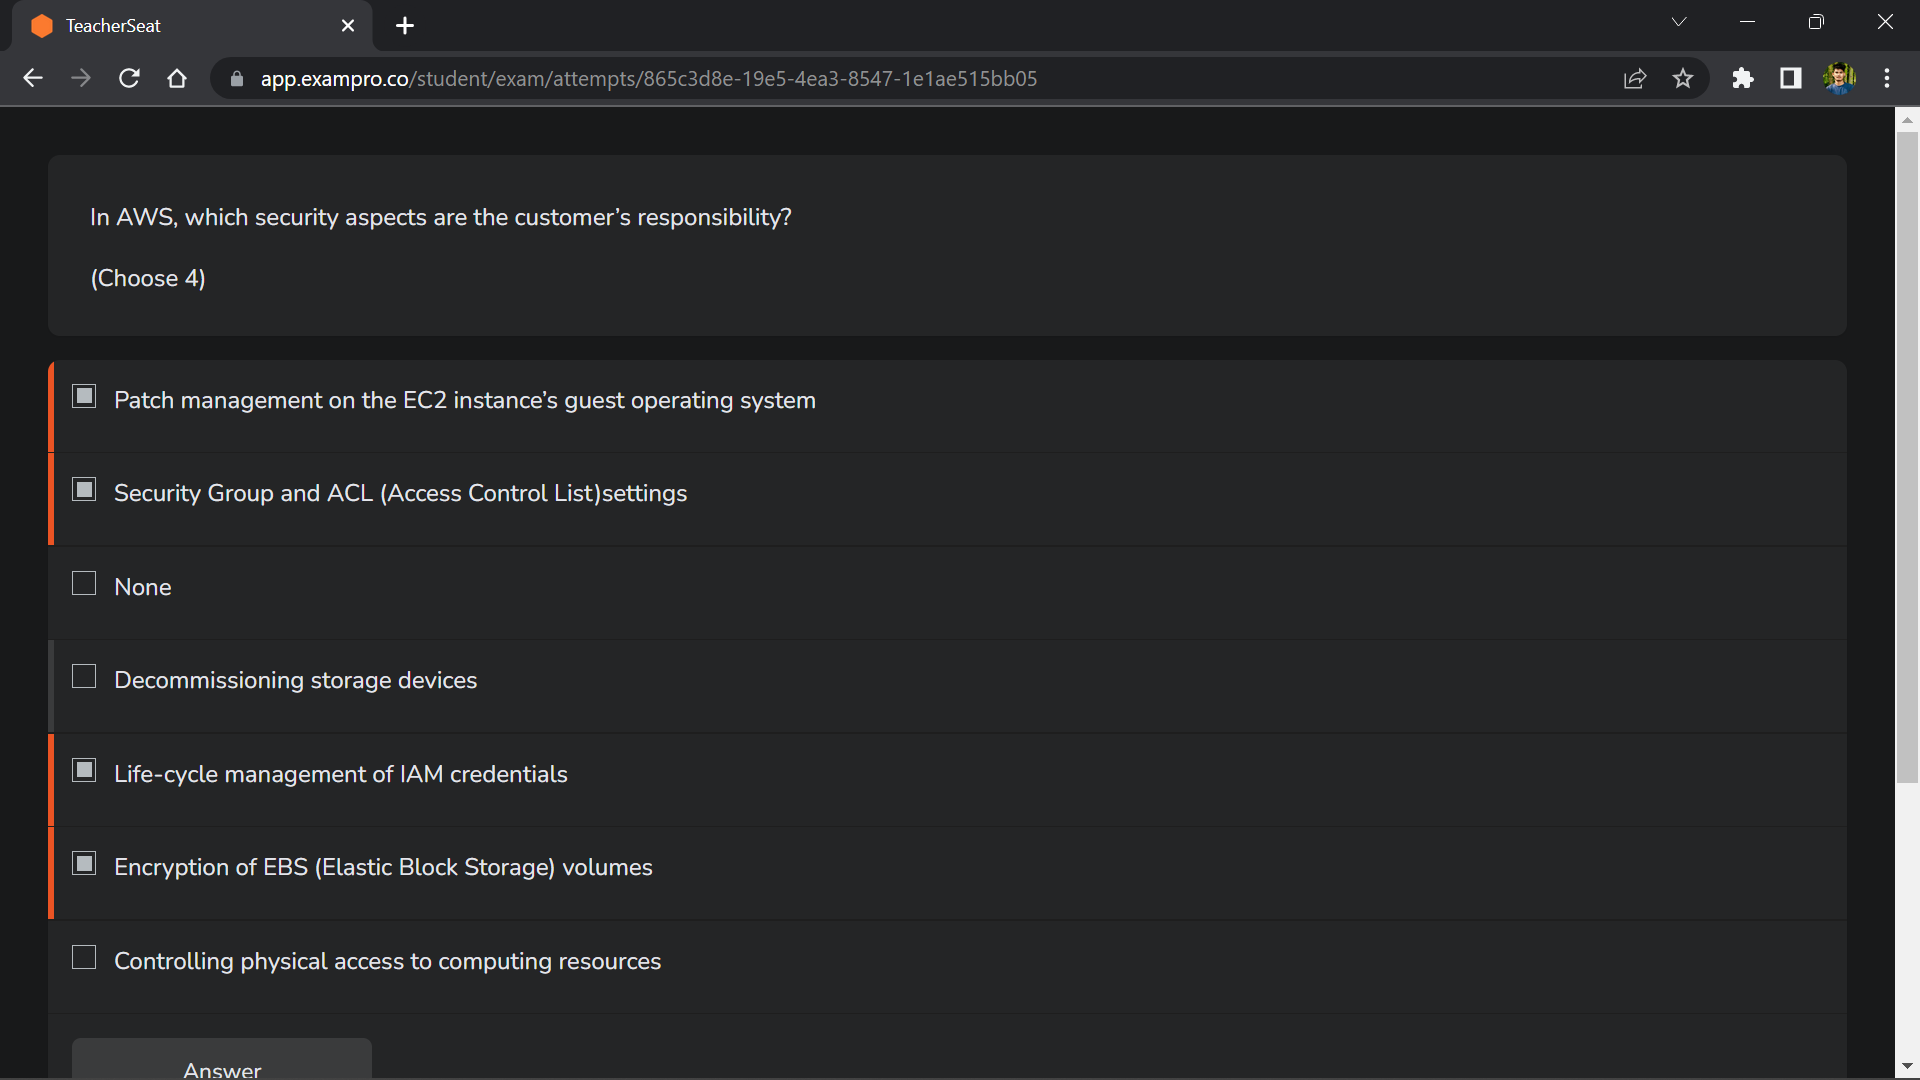 TeacherSeat
app.exampro.co/student/exam/attempts/865c3d8e-19e5-4ea3-8547-1e1ae515bb05
In AWS, which security aspects are the customer’s responsibility?
(Choose 4)
Patch management on the EC2 instance’s guest operating system
Security Group and ACL (Access Control List)settings
None
Decommissioning storage devices
Life-cycle management of IAM credentials
Encryption of EBS (Elastic Block Storage) volumes
Controlling physical access to computing resources
Answer